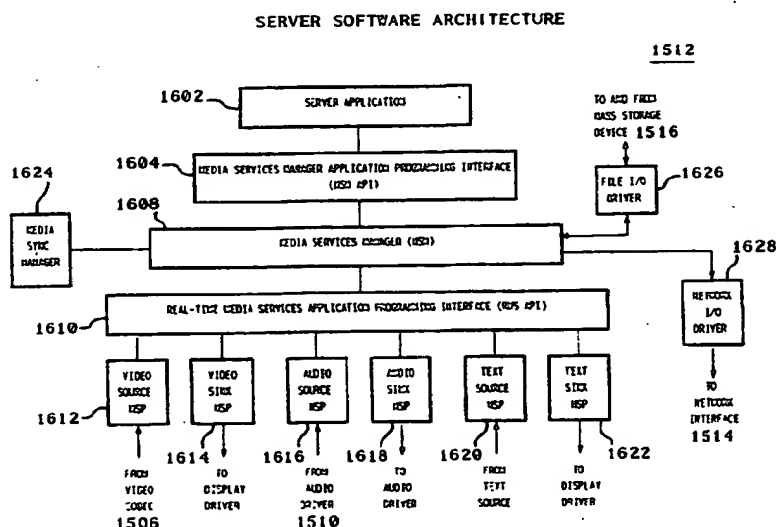 SERVER SOFTWARE ARCHITECTURE
1512
1602
SERVER APPLICATION
TO AND FROM
MASS STORAGE
DEVICE 1516
1604
MEDIA SERVICES MANAGER APPLICATION PROGRAMMING INTERFACE
(MSM API)
1624
1608
FILE I/O
DRIVER
1626
MEDIA
SYNC
MANAGER
MEDIA SERVICES MANAGER (MSM)
1628
NETWORK
I/O
DRIVER
REAL-TIME MEDIA SERVICES APPLICATION PROGRAMMING INTERFACE (RMS API)
1610
VIDEO
SOURCE
MSP
VIDEO
SINK
MSP
AUDIO
SOURCE
MSP
AUDIO
SINK
MSP
TEXT
SOURCE
MSP
TEXT
SINK
MSP
1612
1614
1616
1618
1620
1622
TO
NETWORK
INTERFACE
1514
FROM
VIDEO
CODEC
1506
TO
DISPLAY
DRIVER
FROM
AUDIO
DRIVER
1510
TO
AUDIO
DRIVER
FROM
TEXT
SOURCE
TO
DISPLAY
DRIVER